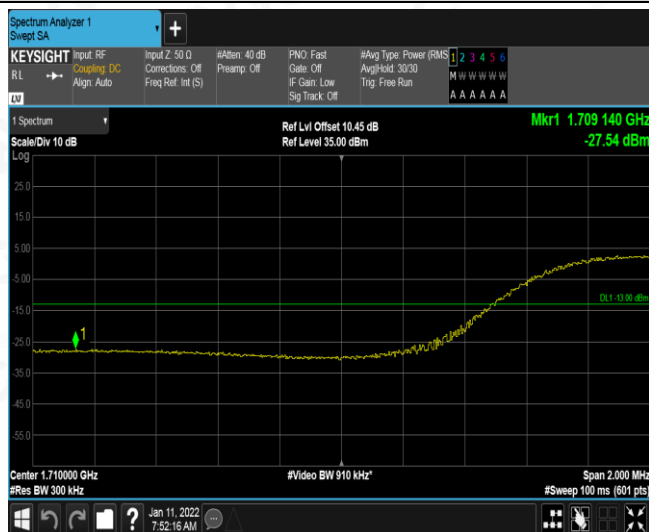 Spectrum Analyzer 1
Swept SA
+
KEYSIGHT
RL
LXI
Input: RF
Coupling: DC
Align: Auto
Input Z: 50 Ω
Corrections: Off
Freq Ref: Int (S)
#Atten: 40 dB
Preamp: Off
PNO: Fast
Gate: Off
IF Gain: Low
Sig Track: Off
#Avg Type: Power (RMS
Avg|Hold: 30/30
Trig: Free Run
1 2 3 4 5 6
M W W W W W
A A A A A A
1 Spectrum
Scale/Div 10 dB
Log
Ref Lvl Offset 10.45 dB
Ref Level 35.00 dBm
Mkr1 1.709 140 GHz
-27.54 dBm
25.0
15.0
5.00
-5.00
DL1 -13.00 dBm
-15.0
1
-25.0
-35.0
-45.0
-55.0
Center 1.710000 GHz
#Res BW 300 kHz
#Video BW 910 kHz*
Span 2.000 MHz
#Sweep 100 ms (601 pts)
?
Jan 11, 2022
7:52:16 AM